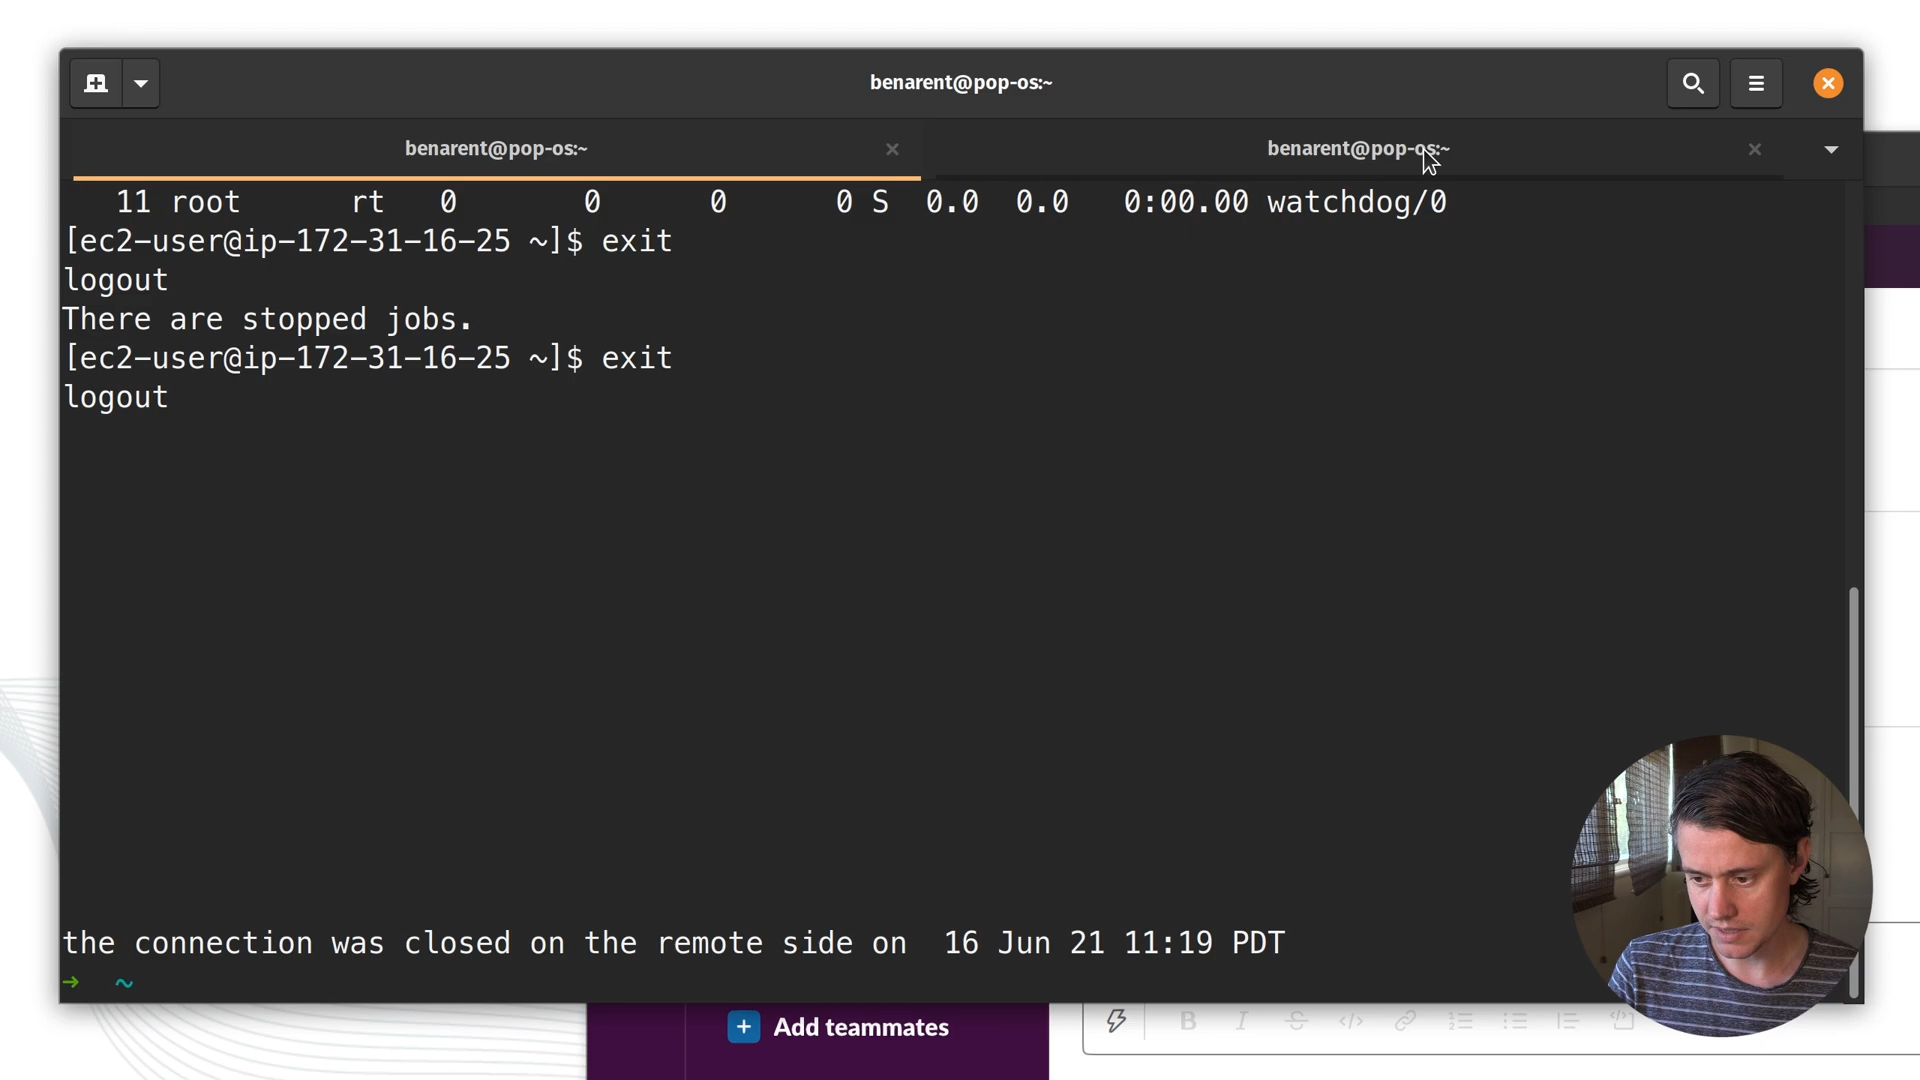 benarent@pop-os:~
benarent@pop-os:~ benarent@pop-os:~
11 root rt 0 0 0 0 S 0.0 0.0 0:00.00 watchdog/0
[ec2-user@ip-172-31-16-25 ~]$ exit
logout
There are stopped jobs.
[ec2-user@ip-172-31-16-25 ~]$ exit
logout
the connection was closed on the remote side on 16 Jun 21 11:19 PDT
➜ ~
+ Add teammates
B I S </>